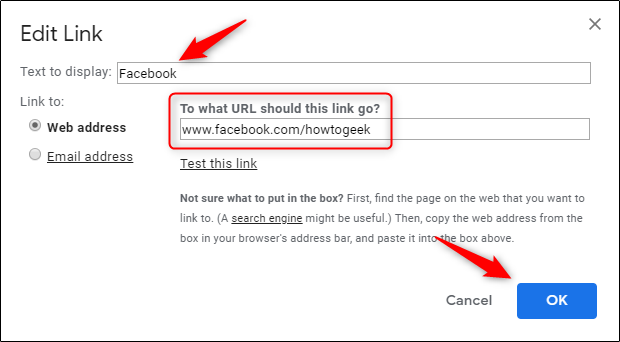 Edit Link
Text to display: Facebook
Link to:
To what URL should this link go?
Web address
www.facebook.com/howtogeek
Email address
Test this link
Not sure what to put in the box? First, find the page on the web that you want to
link to. (A search engine might be useful.) Then, copy the web address from the
box in your browser's address bar, and paste it into the box above.
Cancel
OK